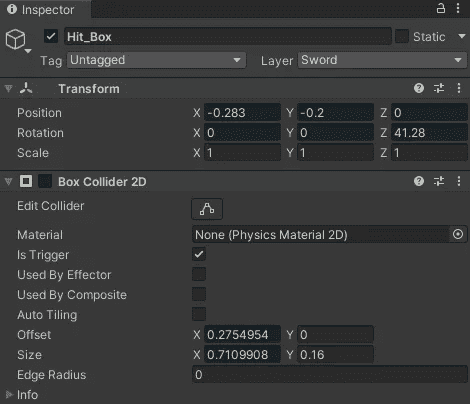 Inspector
Hit_Box Static
Tag Untagged Layer Sword
Transform
Position X -0.283 Y -0.2 Z 0
Rotation X 0 Y 0 Z 41.28
Scale X 1 Y 1 Z 1
Box Collider 2D
Edit Collider
Material None (Physics Material 2D)
Is Trigger
Used By Effector
Used By Composite
Auto Tiling
Offset X 0.2754954 Y 0
Size X 0.7109908 Y 0.16
Edge Radius 0
Info